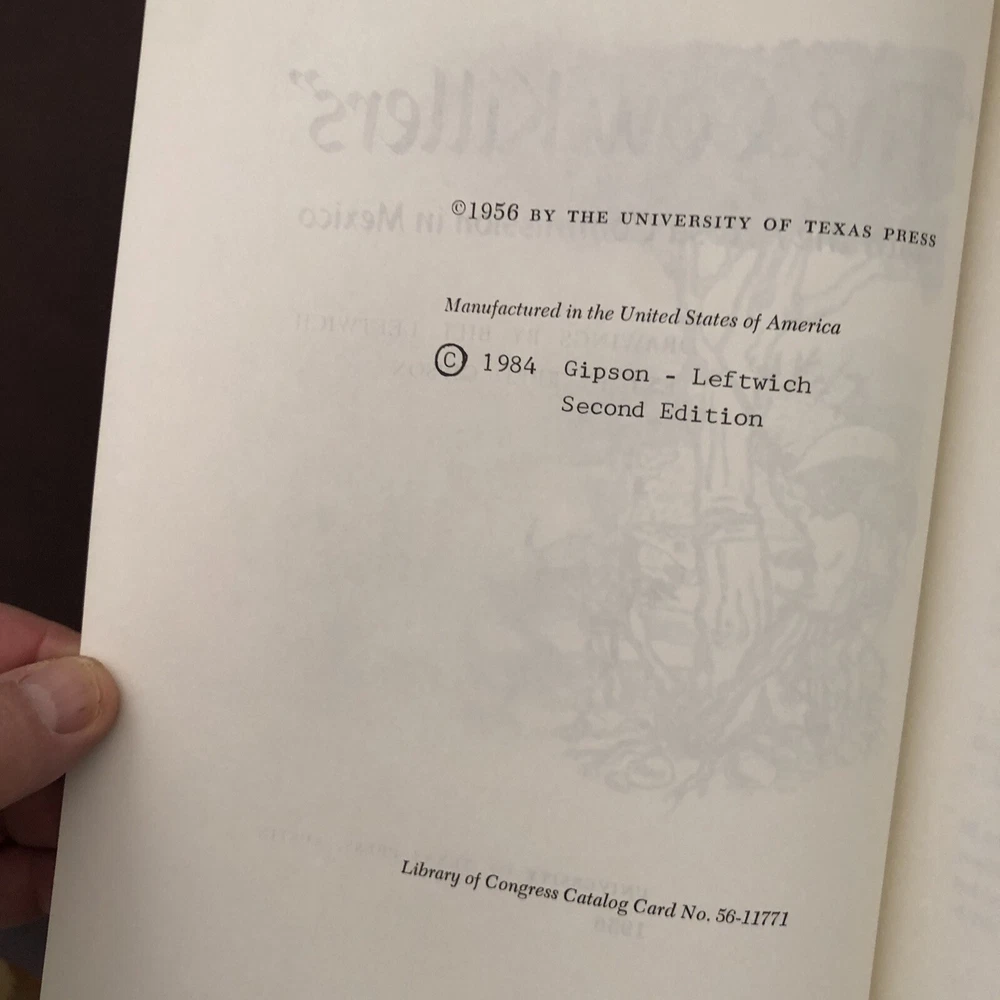 ©1956 BY THE UNIVERSITY OF TEXAS PRESS
Manufactured in the United States of America
© 1984 Gipson - Leftwich
Second Edition
Library of Congress Catalog Card No. 56-11771